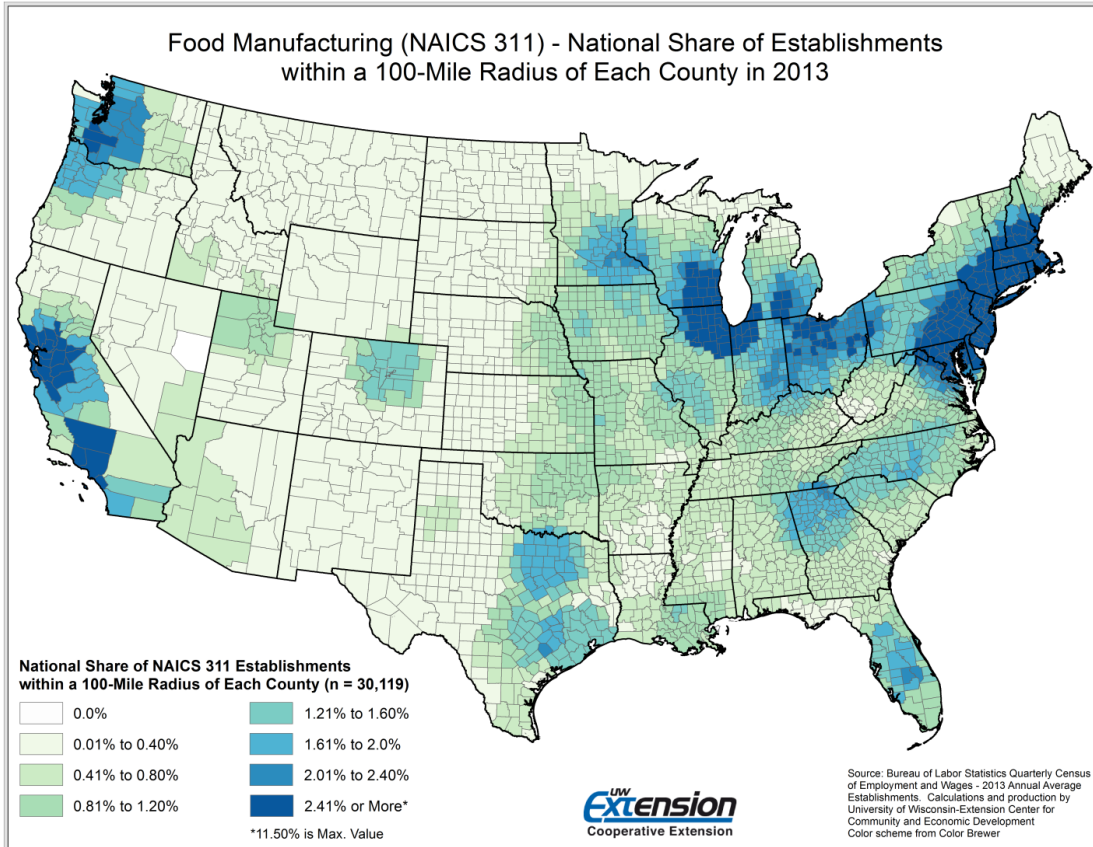 Food Manufacturing (NAICS 311) - National Share of Establishments
within a 100-Mile Radius of Each County in 2013
National Share of NAICS 311 Establishments
within a 100-Mile Radius of Each County (n = 30,119)
0.0%
0.01% to 0.40%
0.41% to 0.80%
0.81% to 1.20%
1.21% to 1.60%
1.61% to 2.0%
2.01% to 2.40%
2.41% or More*
*11.50% is Max. Value
UW
Extension
Cooperative Extension
Source: Bureau of Labor Statistics Quarterly Census
of Employment and Wages - 2013 Annual Average
Establishments. Calculations and production by
University of Wisconsin-Extension Center for
Community and Economic Development
Color scheme from Color Brewer